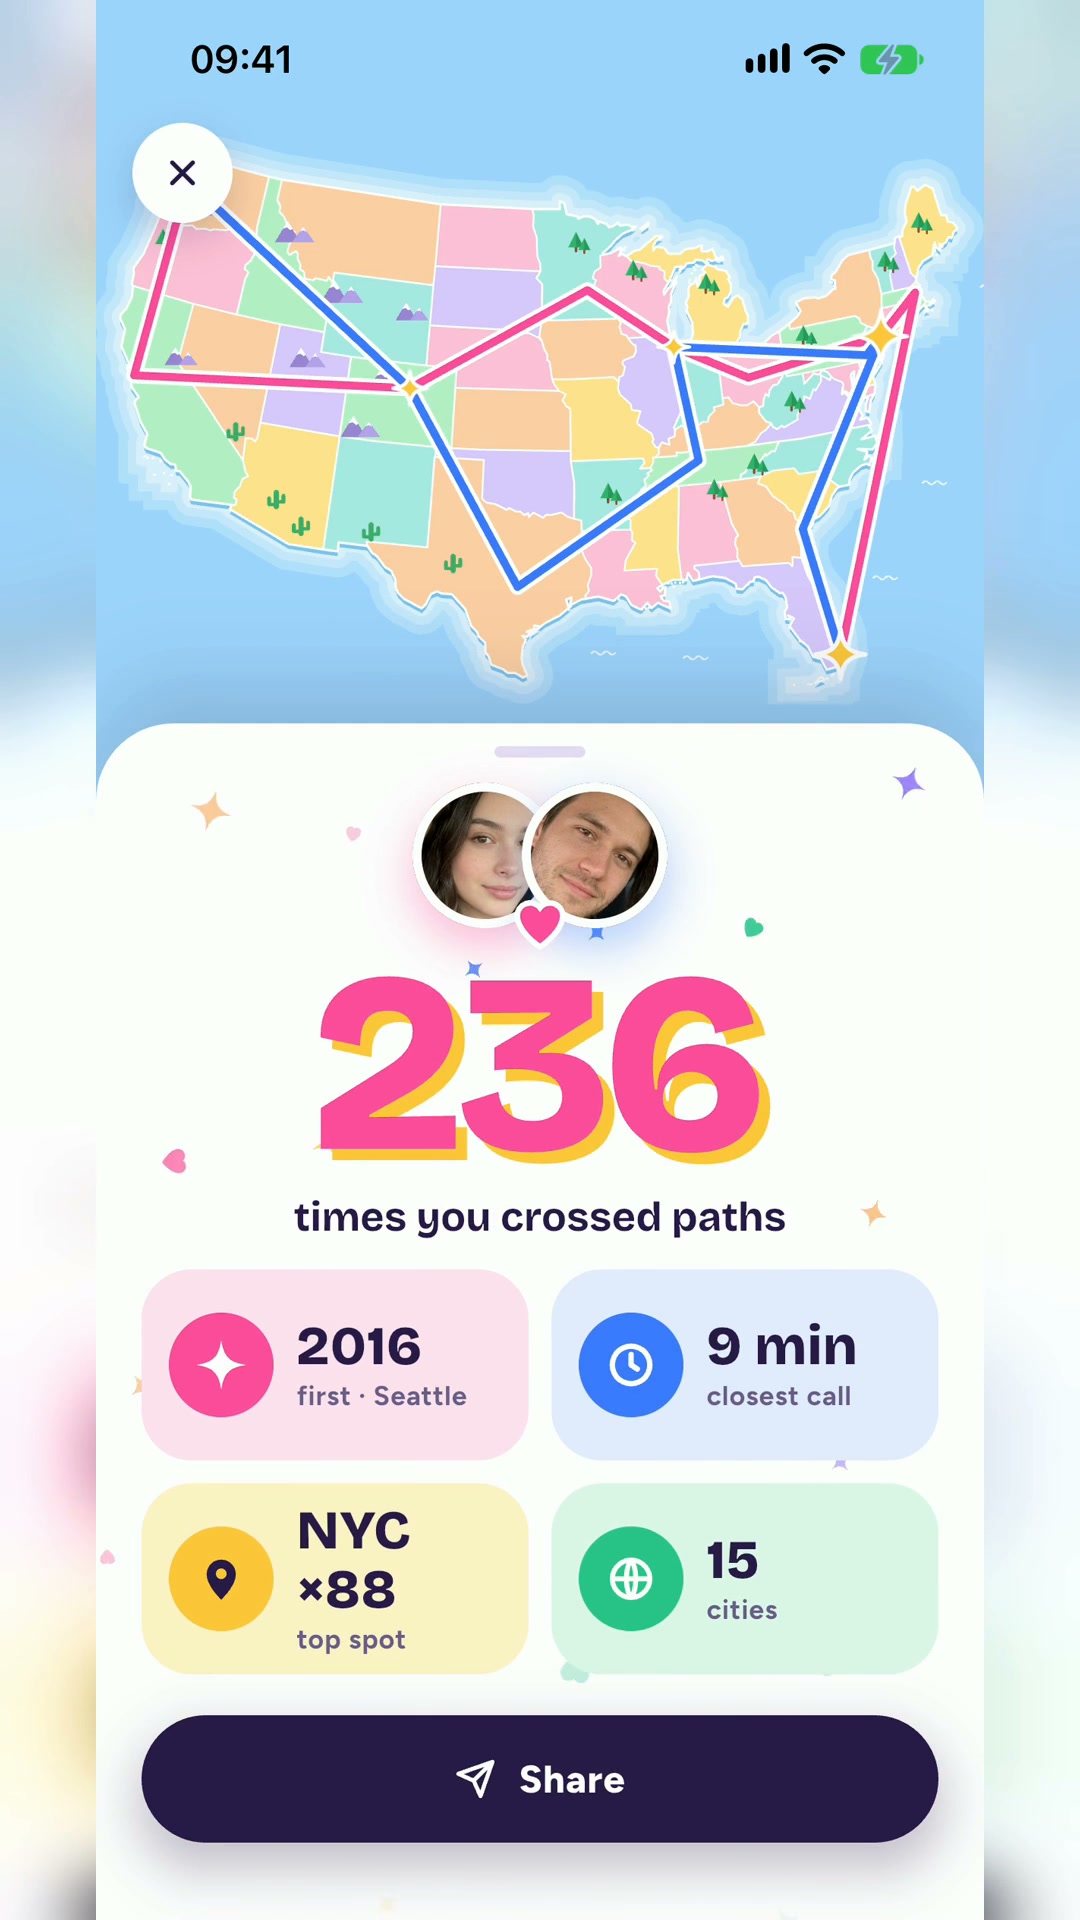 09:41
236
times you crossed paths
2016
first · Seattle
9 min
closest call
NYC
×88
top spot
15
cities
Share